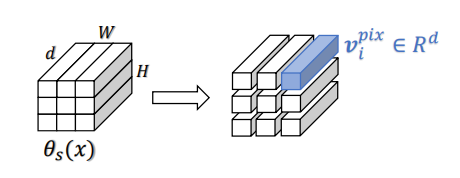 W
d
H
v_i^{pix} ∈ R^d
θ_s(x)